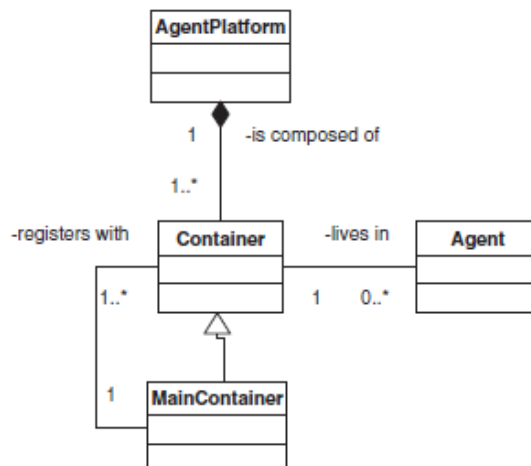 AgentPlatform
1
-is composed of
1..*
-registers with
Container
-lives in
Agent
1..*
1
0..*
1
MainContainer